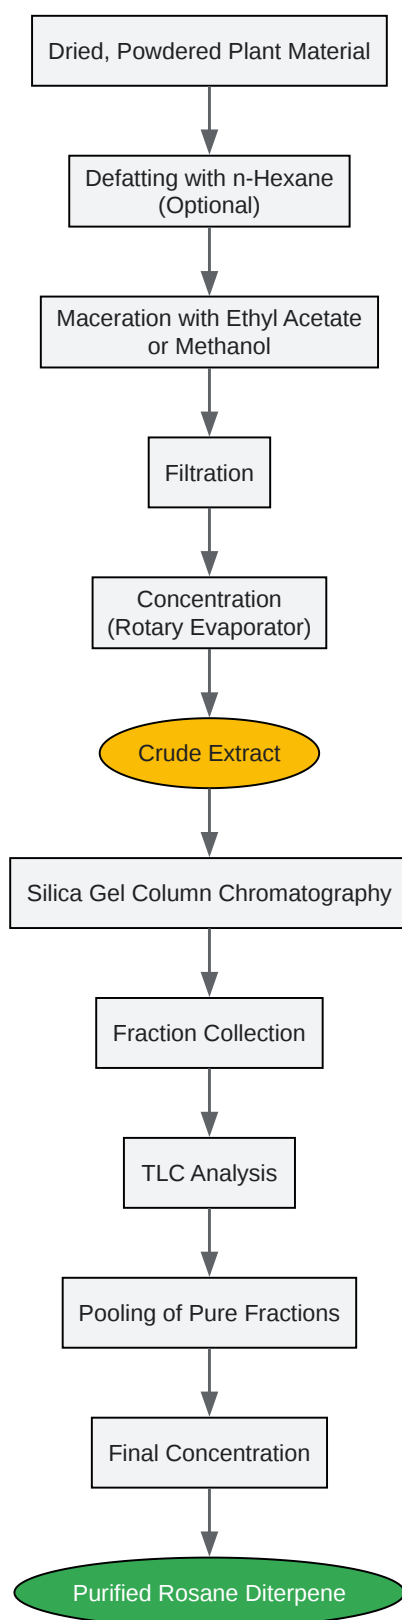 Dried, Powdered Plant Material
Defatting with n-Hexane
(Optional)
Maceration with Ethyl Acetate
or Methanol
Filtration
Concentration
(Rotary Evaporator)
Crude Extract
Silica Gel Column Chromatography
Fraction Collection
TLC Analysis
Pooling of Pure Fractions
Final Concentration
Purified Rosane Diterpene